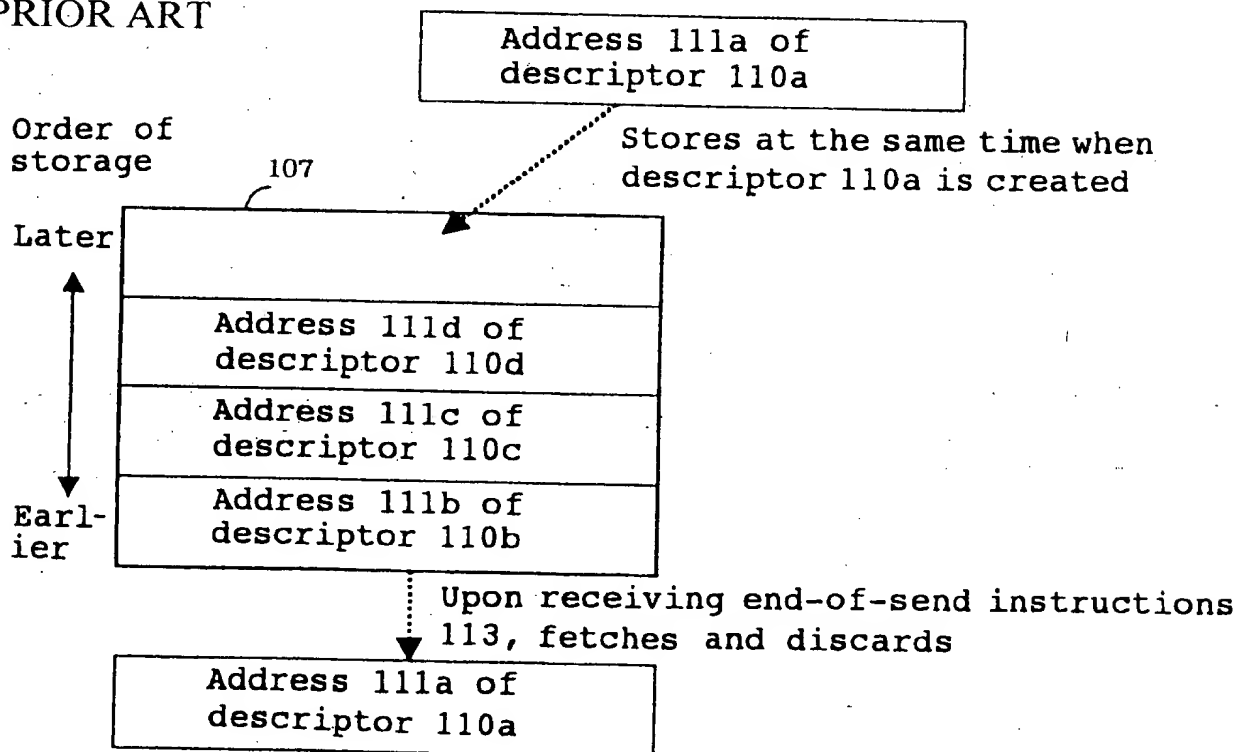 PRIOR ART
Address 111a of
descriptor 110a
Order of
storage
107
Stores at the same time when
descriptor 110a is created
Later
Address 111d of
descriptor 110d
Address 111c of
descriptor 110c
Address 111b of
descriptor 110b
Earl-
ier
Upon receiving end-of-send instructions
113, fetches and discards
Address 111a of
descriptor 110a